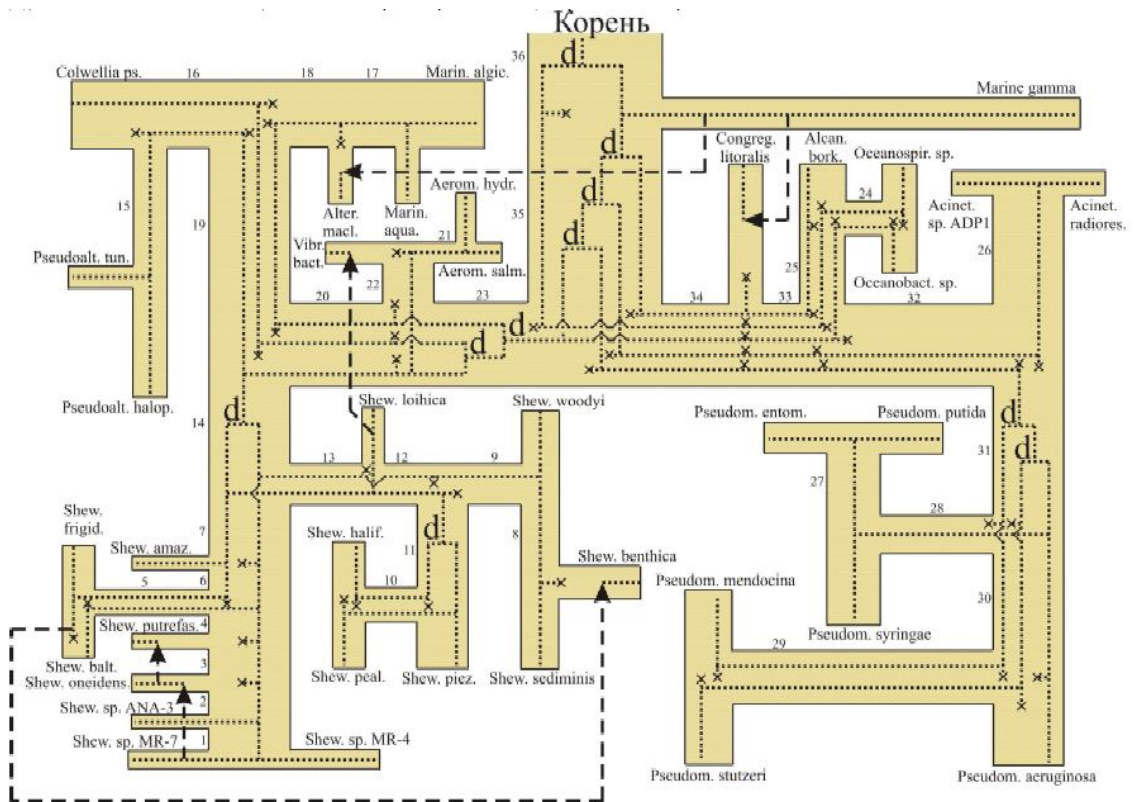 Корень
36
d
Colwellia ps.
16
18
17
Marin. algic.
Marine gamma
d
Congreg.
litoralis
Alcan.
bork.
Oceanospir. sp.
24
d
15
19
Alter.
macl.
Marin.
aqua.
Aerom. hydr.
35
Acinet.
sp. ADP1
Acinet.
radiores.
26
Pseudoalt. tun.
Vibr.
bact.
21
Aerom. salm.
d
25
Oceanobact. sp.
20
22
23
34
33
32
d
d
Pseudoalt. halop.
14
d
Shew. loihica
Shew. woodyi
Pseudom. entom.
Pseudom. putida
d
31
d
13
12
9
27
28
Shew.
frigid.
7
Shew. amaz.
Shew. halif.
11
d
8
Shew. benthica
5
6
10
Pseudom. mendocina
30
Shew. putrefas.
4
Pseudom. syringae
29
Shew. balt.
3
Shew. oneidens.
Shew. peal.
Shew. piez.
Shew. sediminis
Shew. sp. ANA-3
2
Shew. sp. MR-7
1
Shew. sp. MR-4
Pseudom. stutzeri
Pseudom. aeruginosa